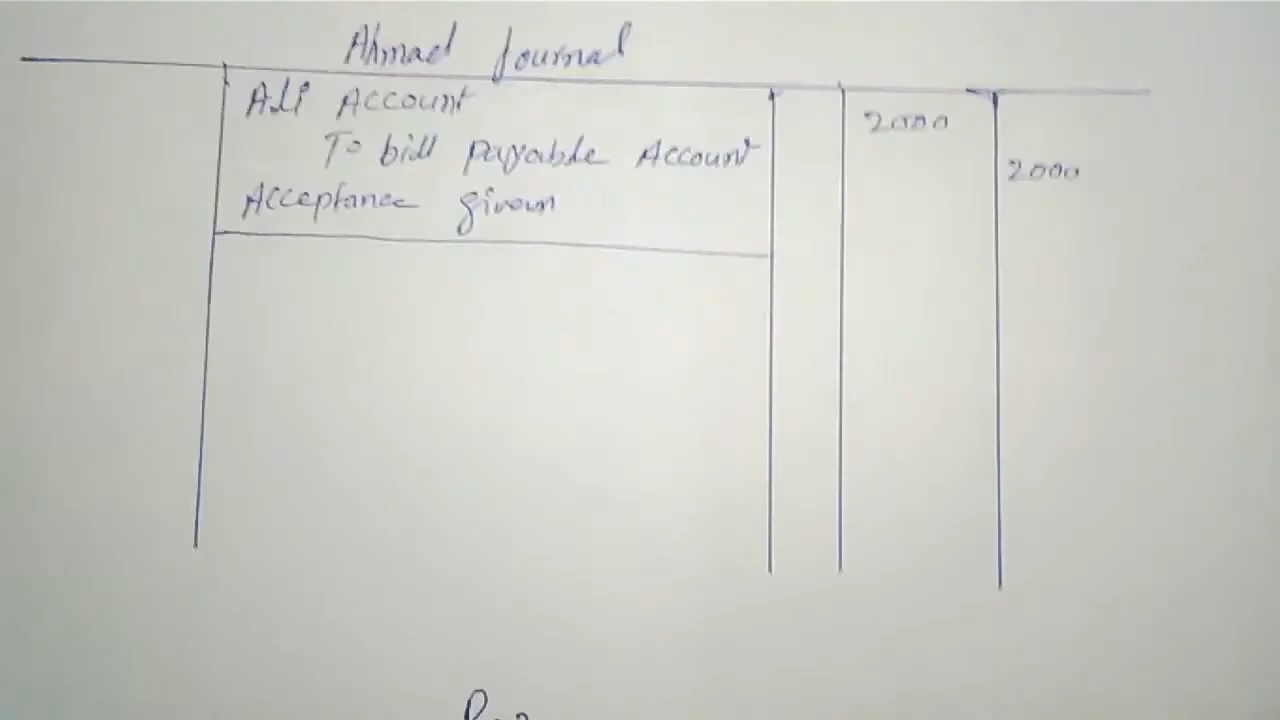 Ahmad Journal
Ali Account 2000
To bill payable Account 2000
Acceptance given